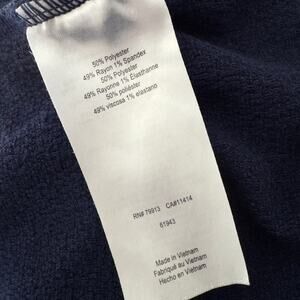 50% Polyester
49% Rayon 1% Spandex
50% Polyester
49% Rayonne 1% Élasthanne
50% poliéster
49% viscosa 1% elastano
RN# 79913 CA#11414
61943
Made in Vietnam
Fabriqué au Vietnam
Hecho en Vietnam